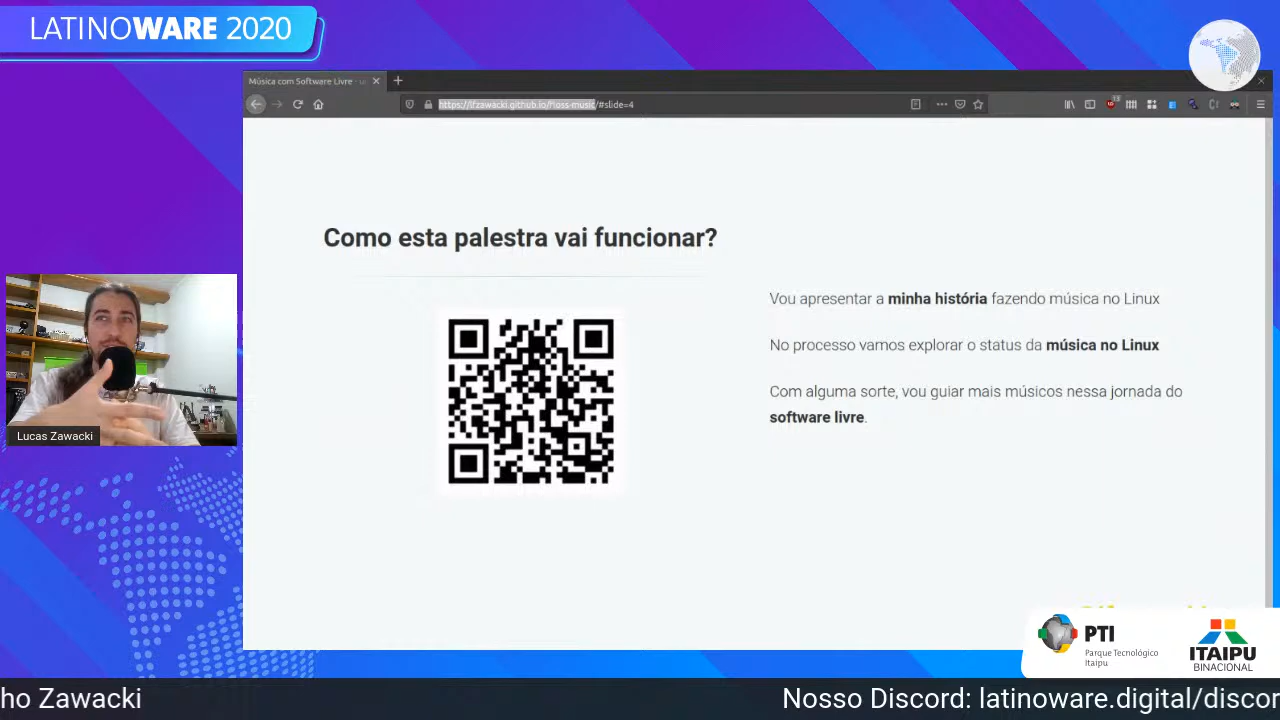 LATINOWARE 2020
Música com Software Livre
https://lfzawacki.github.io/floss-music/#slide=4
Como esta palestra vai funcionar?
Vou apresentar a minha história fazendo música no Linux
No processo vamos explorar o status da música no Linux
Com alguma sorte, vou guiar mais músicos nessa jornada do
software livre.
Lucas Zawacki
PTI
Parque Tecnológico
Itaipu
ITAIPU
BINACIONAL
ho Zawacki
Nosso Discord: latinoware.digital/discor